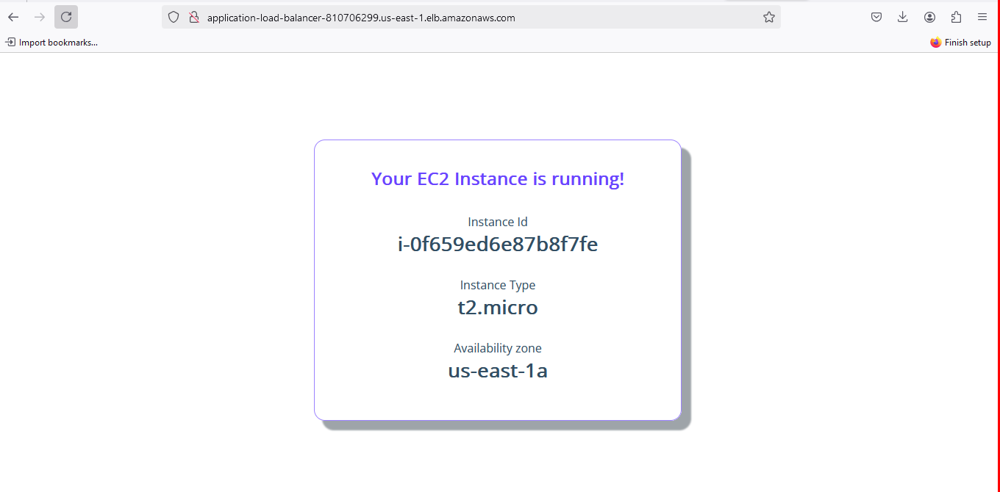 application-load-balancer-810706299.us-east-1.elb.amazonaws.com
Import bookmarks...
Finish setup
Your EC2 Instance is running!
Instance Id
i-0f659ed6e87b8f7fe
Instance Type
t2.micro
Availability zone
us-east-1a